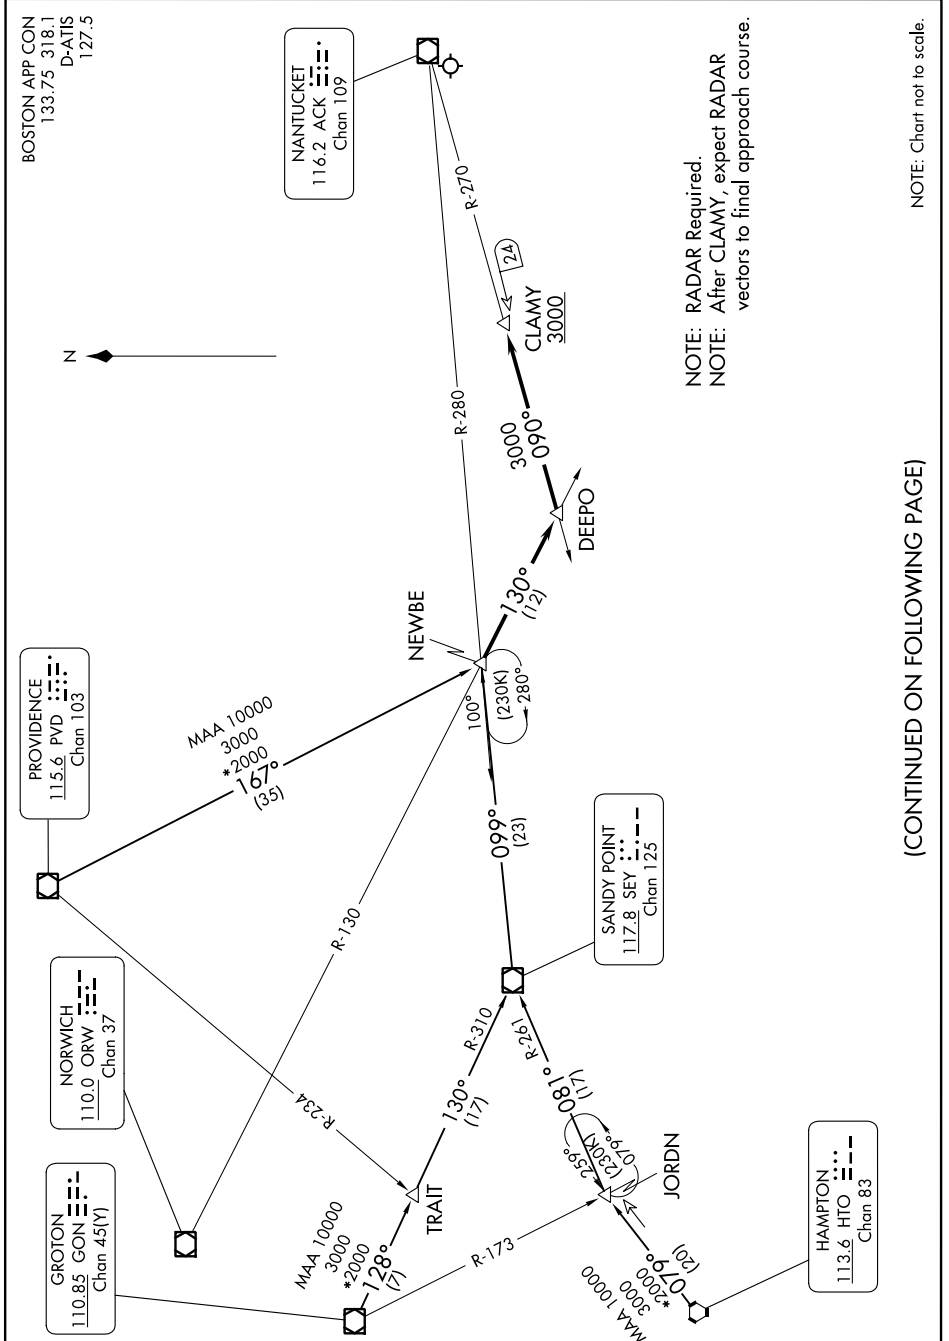 BOSTON APP CON
133.75 318.1
D-ATIS
127.5
N
NANTUCKET
116.2 ACK
Chan 109
PROVIDENCE
115.6 PVD
Chan 103
NORWICH
110.0 ORW
Chan 37
GROTON
110.85 GON
Chan 45(Y)
SANDY POINT
117.8 SEY
Chan 125
HAMPTON
113.6 HTO
Chan 83
MAA 10000
3000
*2000
167°
(35)
MAA 10000
3000
*2000
128°
(7)
MAA 10000
3000
*2000
079°
(20)
R-234
R-130
R-280
R-270
R-173
R-310
R-261
TRAIT
130°
(17)
081°
(17)
259°
(230K)
079°
JORDN
099°
(23)
NEWBE
100°
(230K)
280°
130°
(12)
DEEPO
3000
090°
24
CLAMY
3000
NOTE: RADAR Required.
NOTE: After CLAMY, expect RADAR
vectors to final approach course.
NOTE: Chart not to scale.
(CONTINUED ON FOLLOWING PAGE)